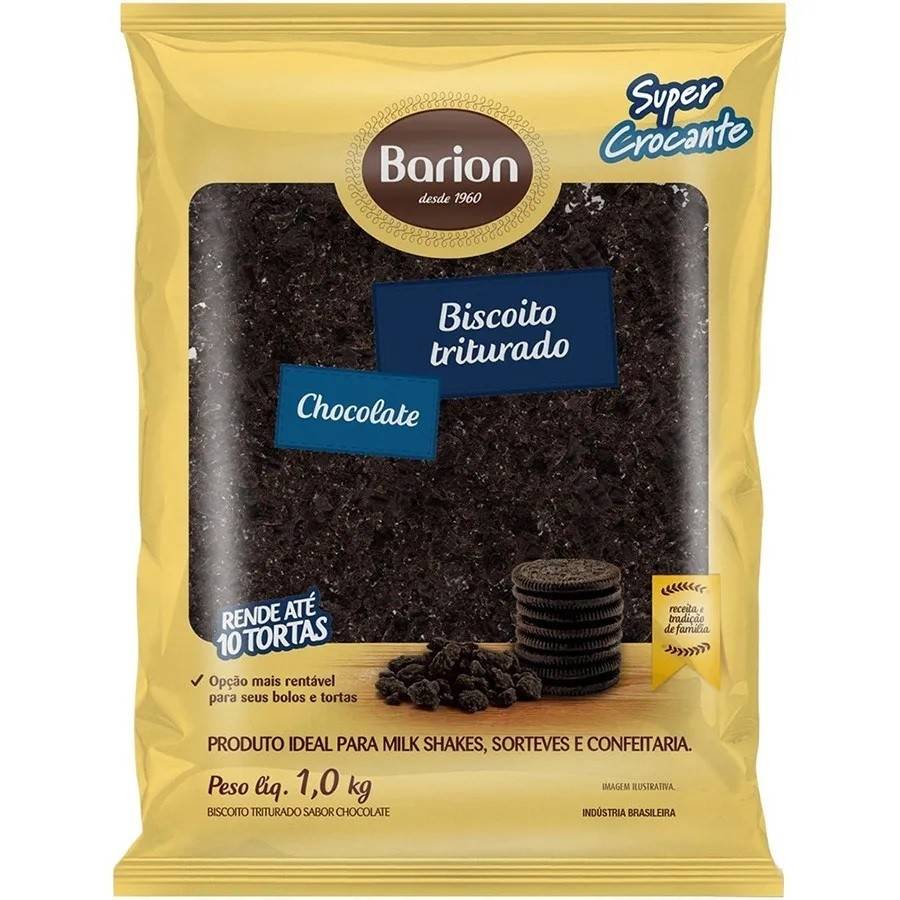 Super
Crocante
Barion
desde 1960
Biscoito
triturado
Chocolate
RENDE ATÉ
10 TORTAS
receita e
tradição
de família
✓ Opção mais rentável
para seus bolos e tortas
PRODUTO IDEAL PARA MILK SHAKES, SORTEVES E CONFEITARIA.
Peso líq. 1,0 kg
IMAGEM ILUSTRATIVA.
BISCOITO TRITURADO SABOR CHOCOLATE
INDÚSTRIA BRASILEIRA